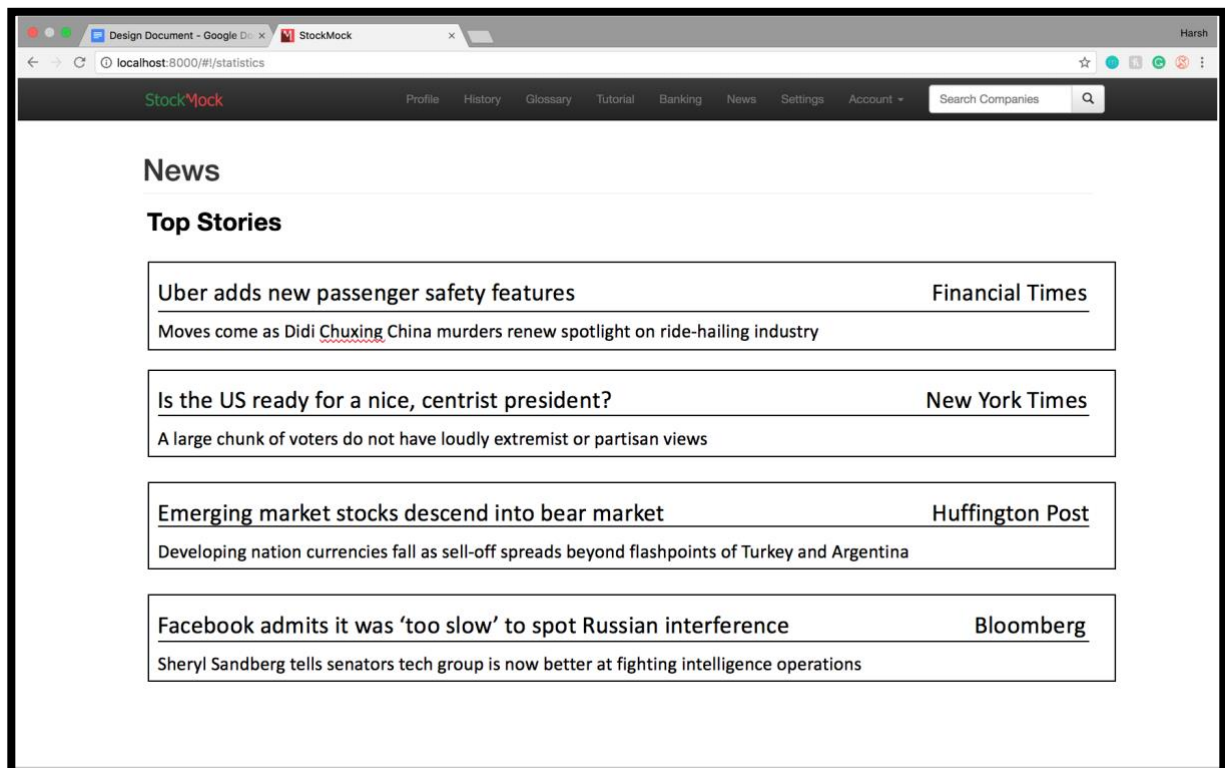 Design Document - Google Do
StockMock
Harsh
localhost:8000/#!/statistics
StockMock Profile History Glossary Tutorial Banking News Settings Account Search Companies
News
Top Stories
Uber adds new passenger safety features Financial Times
Moves come as Didi Chuxing China murders renew spotlight on ride-hailing industry
Is the US ready for a nice, centrist president? New York Times
A large chunk of voters do not have loudly extremist or partisan views
Emerging market stocks descend into bear market Huffington Post
Developing nation currencies fall as sell-off spreads beyond flashpoints of Turkey and Argentina
Facebook admits it was ‘too slow’ to spot Russian interference Bloomberg
Sheryl Sandberg tells senators tech group is now better at fighting intelligence operations